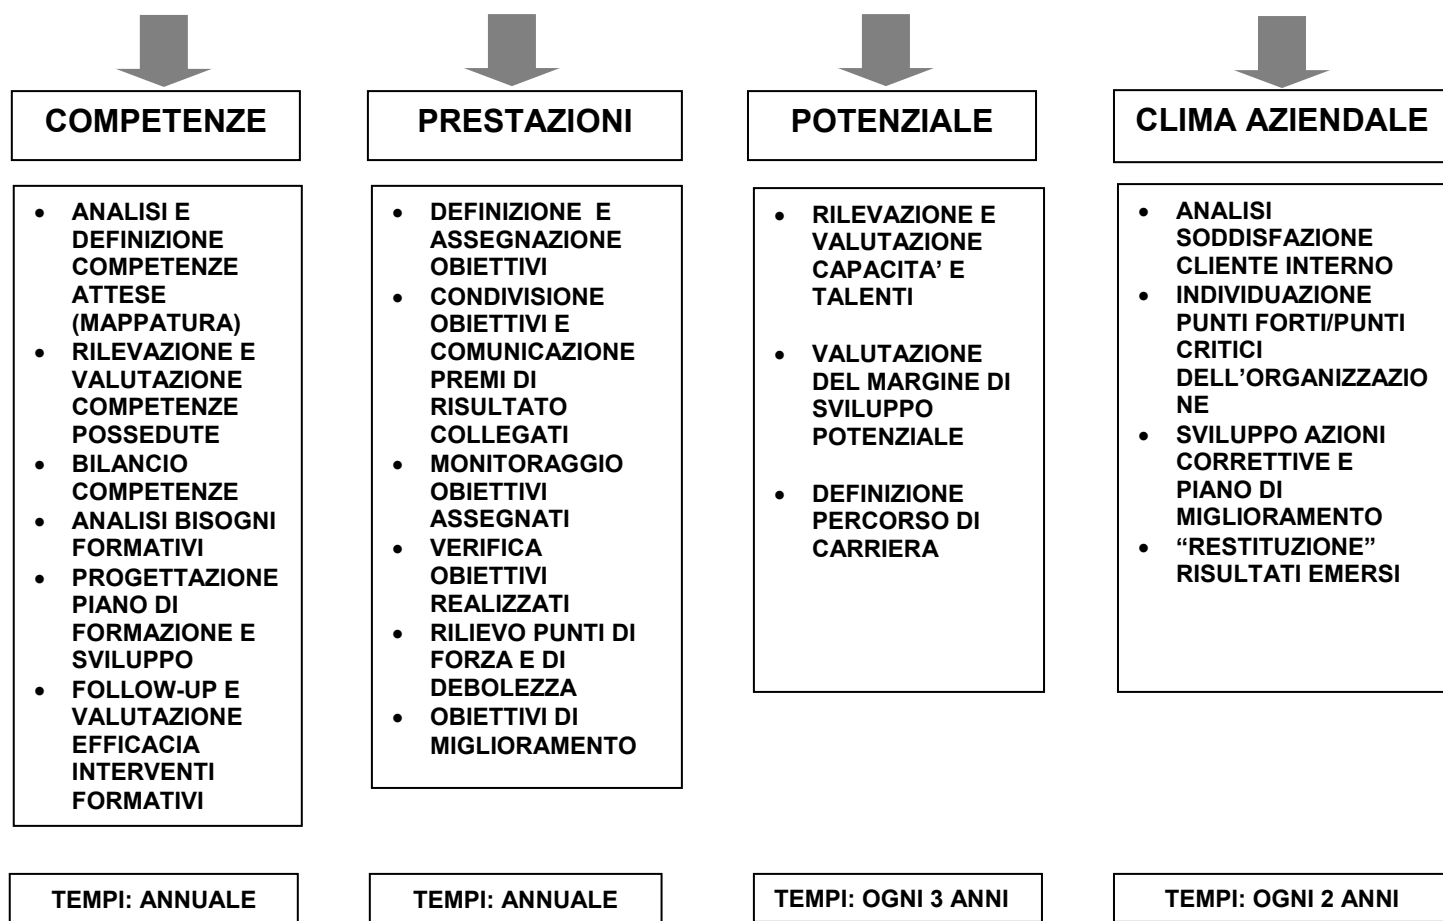 COMPETENZE
ANALISI E
DEFINIZIONE
COMPETENZE
ATTESE
(MAPPATURA)
RILEVAZIONE E
VALUTAZIONE
COMPETENZE
POSSEDUTE
BILANCIO
COMPETENZE
ANALISI BISOGNI
FORMATIVI
PROGETTAZIONE
PIANO DI
FORMAZIONE E
SVILUPPO
FOLLOW-UP E
VALUTAZIONE
EFFICACIA
INTERVENTI
FORMATIVI
TEMPI: ANNUALE
PRESTAZIONI
DEFINIZIONE E
ASSEGNAZIONE
OBIETTIVI
CONDIVISIONE
OBIETTIVI E
COMUNICAZIONE
PREMI DI
RISULTATO
COLLEGATI
MONITORAGGIO
OBIETTIVI
ASSEGNATI
VERIFICA
OBIETTIVI
REALIZZATI
RILIEVO PUNTI DI
FORZA E DI
DEBOLEZZA
OBIETTIVI DI
MIGLIORAMENTO
TEMPI: ANNUALE
POTENZIALE
RILEVAZIONE E
VALUTAZIONE
CAPACITA’ E
TALENTI
VALUTAZIONE
DEL MARGINE DI
SVILUPPO
POTENZIALE
DEFINIZIONE
PERCORSO DI
CARRIERA
TEMPI: OGNI 3 ANNI
CLIMA AZIENDALE
ANALISI
SODDISFAZIONE
CLIENTE INTERNO
INDIVIDUAZIONE
PUNTI FORTI/PUNTI
CRITICI
DELL’ORGANIZZAZIO
NE
SVILUPPO AZIONI
CORRETTIVE E
PIANO DI
MIGLIORAMENTO
“RESTITUZIONE”
RISULTATI EMERSI
TEMPI: OGNI 2 ANNI